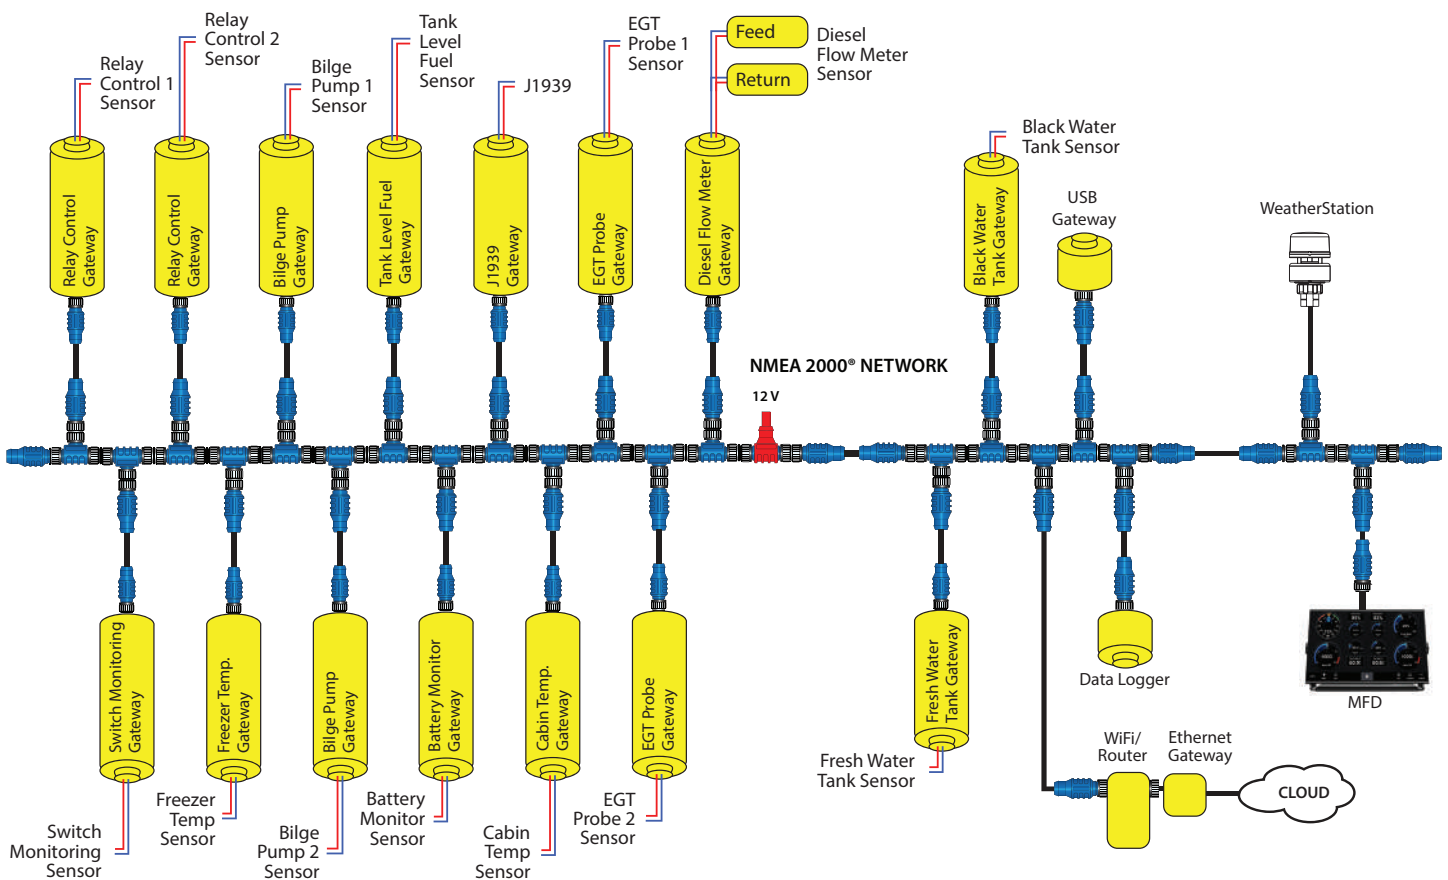 Relay
Control 1
Sensor
Relay
Control 2
Sensor
Bilge
Pump 1
Sensor
Tank
Level
Fuel
Sensor
J1939
EGT
Probe 1
Sensor
Feed
Return
Diesel
Flow Meter
Sensor
Black Water
Tank Sensor
USB
Gateway
WeatherStation
Relay Control
Gateway
Relay Control
Gateway
Bilge Pump
Gateway
Tank Level Fuel
Gateway
J1939
Gateway
EGT Probe
Gateway
Diesel Flow Meter
Gateway
Black Water
Tank Gateway
NMEA 2000® NETWORK
12 V
Switch Monitoring
Gateway
Freezer Temp.
Gateway
Bilge Pump
Gateway
Battery Monitor
Gateway
Cabin Temp.
Gateway
EGT Probe
Gateway
Fresh Water
Tank Gateway
Data Logger
MFD
Switch
Monitoring
Sensor
Freezer
Temp
Sensor
Bilge
Pump 2
Sensor
Battery
Monitor
Sensor
Cabin
Temp
Sensor
EGT
Probe 2
Sensor
Fresh Water
Tank Sensor
WiFi/
Router
Ethernet
Gateway
CLOUD